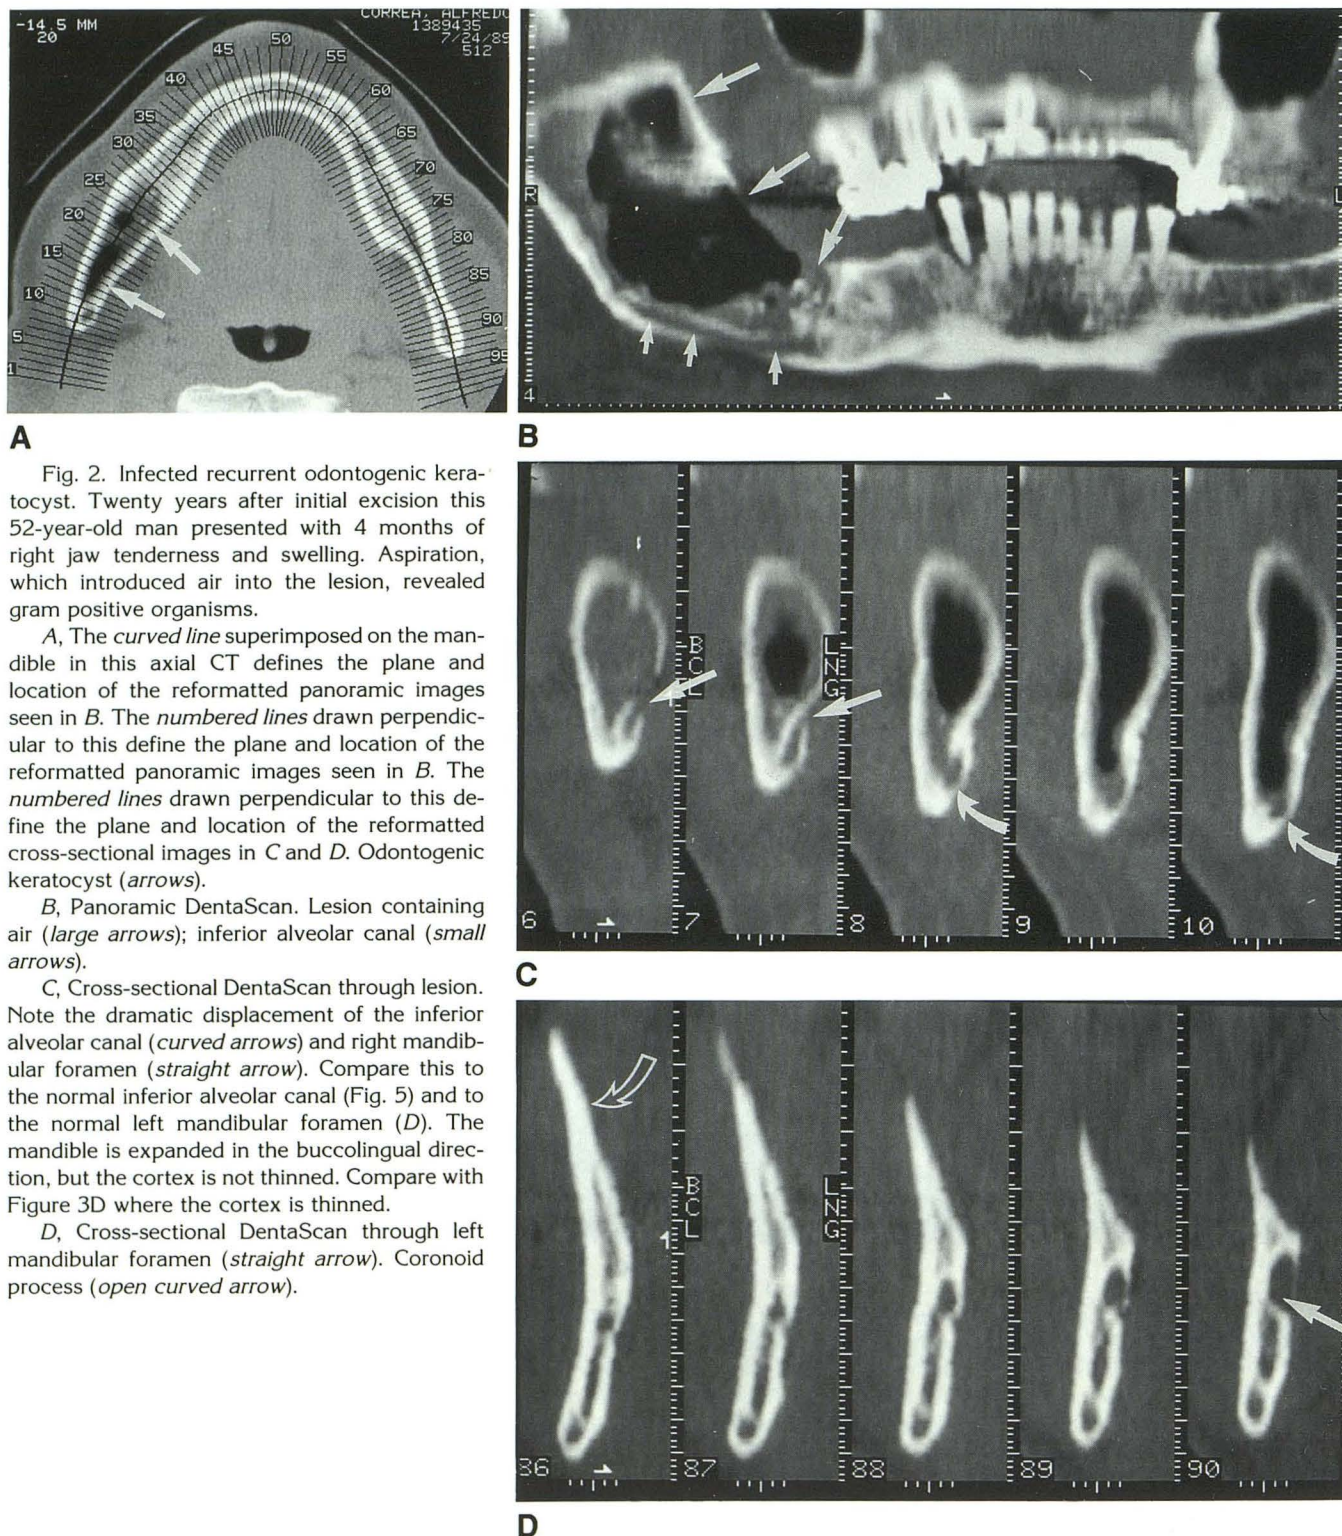 -14.5 MM
20
CORREA, ALFREDO
1389435
7/24/89
512
50
45
55
40
60
35
65
30
70
25
75
20
80
15
85
10
90
5
95
1
R
L
4
A
B
Fig. 2. Infected recurrent odontogenic kera-
tocyst. Twenty years after initial excision this
52-year-old man presented with 4 months of
right jaw tenderness and swelling. Aspiration,
which introduced air into the lesion, revealed
gram positive organisms.
A, The curved line superimposed on the man-
dible in this axial CT defines the plane and
location of the reformatted panoramic images
seen in B. The numbered lines drawn perpendic-
ular to this define the plane and location of the
reformatted panoramic images seen in B. The
numbered lines drawn perpendicular to this de-
fine the plane and location of the reformatted
cross-sectional images in C and D. Odontogenic
keratocyst (arrows).
B, Panoramic DentaScan. Lesion containing
air (large arrows); inferior alveolar canal (small
arrows).
C, Cross-sectional DentaScan through lesion.
Note the dramatic displacement of the inferior
alveolar canal (curved arrows) and right mandib-
ular foramen (straight arrow). Compare this to
the normal inferior alveolar canal (Fig. 5) and to
the normal left mandibular foramen (D). The
mandible is expanded in the buccolingual direc-
tion, but the cortex is not thinned. Compare with
Figure 3D where the cortex is thinned.
D, Cross-sectional DentaScan through left
mandibular foramen (straight arrow). Coronoid
process (open curved arrow).
BCL
LNG
6
7
8
9
10
C
BCL
LNG
86
87
88
89
90
D